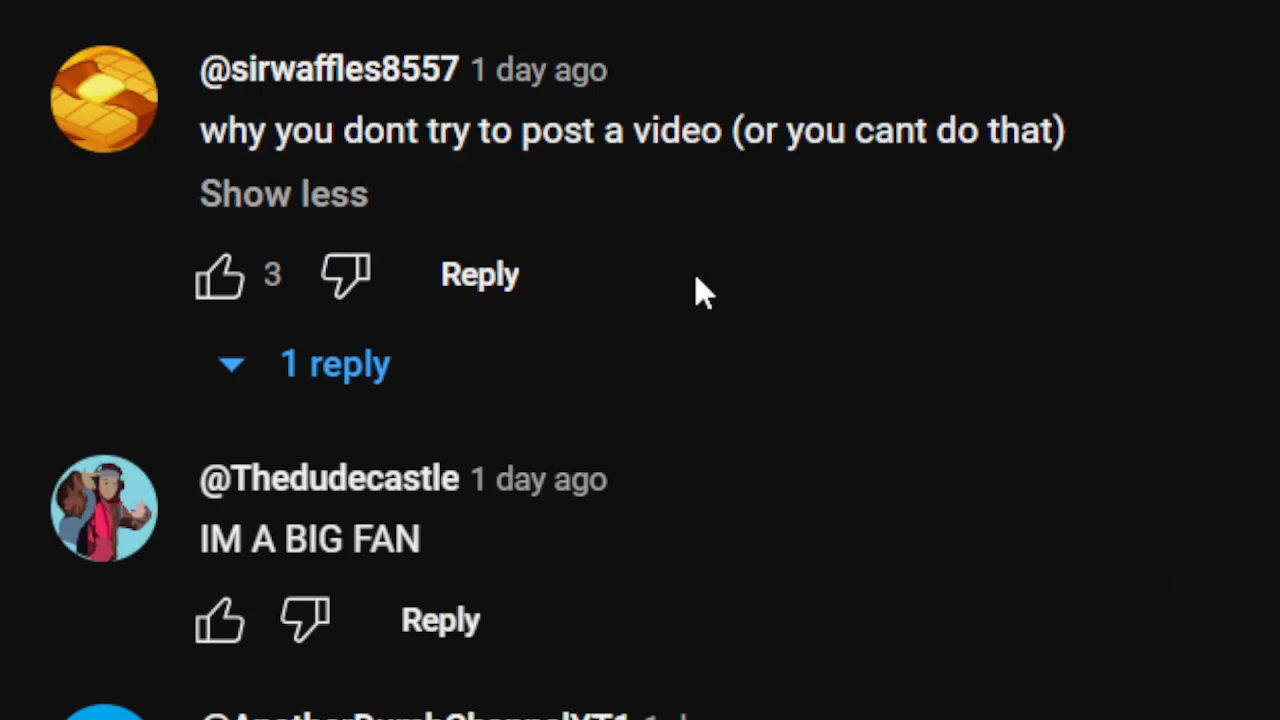 @sirwaffles8557 1 day ago
why you dont try to post a video (or you cant do that)
Show less
3 Reply
1 reply
@Thedudecastle 1 day ago
IM A BIG FAN
Reply
@AnotherDumbChannelYT1